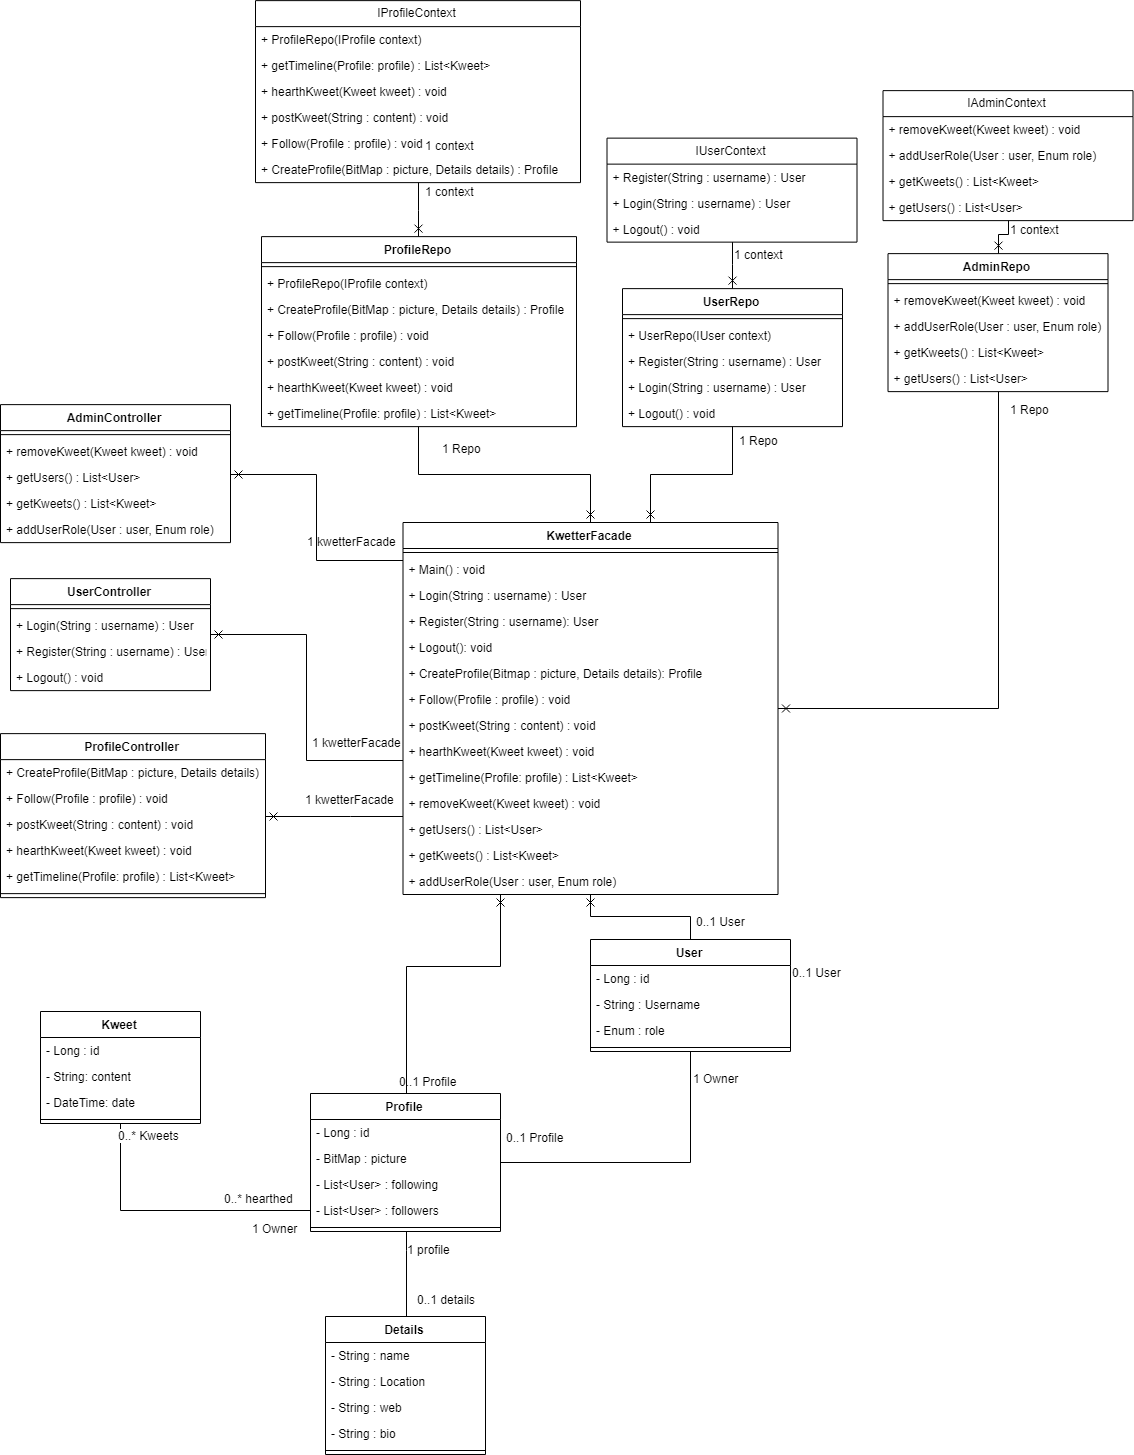 IProfileContext
+ ProfileRepo(IProfile context)
+ getTimeline(Profile: profile) : List<Kweet>
+ hearthKweet(Kweet kweet) : void
+ postKweet(String : content) : void
+ Follow(Profile : profile) : void
1 context
+ CreateProfile(BitMap : picture, Details details) : Profile
1 context
IUserContext
+ Register(String : username) : User
+ Login(String : username) : User
+ Logout() : void
1 context
IAdminContext
+ removeKweet(Kweet kweet) : void
+ addUserRole(User : user, Enum role)
+ getKweets() : List<Kweet>
+ getUsers() : List<User>
1 context
ProfileRepo
+ ProfileRepo(IProfile context)
+ CreateProfile(BitMap : picture, Details details) : Profile
+ Follow(Profile : profile) : void
+ postKweet(String : content) : void
+ hearthKweet(Kweet kweet) : void
+ getTimeline(Profile: profile) : List<Kweet>
1 Repo
UserRepo
+ UserRepo(IUser context)
+ Register(String : username) : User
+ Login(String : username) : User
+ Logout() : void
1 Repo
AdminRepo
+ removeKweet(Kweet kweet) : void
+ addUserRole(User : user, Enum role)
+ getKweets() : List<Kweet>
+ getUsers() : List<User>
1 Repo
AdminController
+ removeKweet(Kweet kweet) : void
+ getUsers() : List<User>
+ getKweets() : List<Kweet>
+ addUserRole(User : user, Enum role)
1 kwetterFacade
UserController
+ Login(String : username) : User
+ Register(String : username) : Use
+ Logout() : void
1 kwetterFacade
ProfileController
+ CreateProfile(BitMap : picture, Details details)
+ Follow(Profile : profile) : void
+ postKweet(String : content) : void
+ hearthKweet(Kweet kweet) : void
+ getTimeline(Profile: profile) : List<Kweet>
1 kwetterFacade
KwetterFacade
+ Main() : void
+ Login(String : username) : User
+ Register(String : username): User
+ Logout(): void
+ CreateProfile(Bitmap : picture, Details details): Profile
+ Follow(Profile : profile) : void
+ postKweet(String : content) : void
+ hearthKweet(Kweet kweet) : void
+ getTimeline(Profile: profile) : List<Kweet>
+ removeKweet(Kweet kweet) : void
+ getUsers() : List<User>
+ getKweets() : List<Kweet>
+ addUserRole(User : user, Enum role)
0..1 User
User
- Long : id
- String : Username
- Enum : role
0..1 User
1 Owner
Kweet
- Long : id
- String: content
- DateTime: date
0..* Kweets
0..* hearthed
1 Owner
0..1 Profile
Profile
- Long : id
- BitMap : picture
- List<User> : following
- List<User> : followers
0..1 Profile
1 profile
0..1 details
Details
- String : name
- String : Location
- String : web
- String : bio